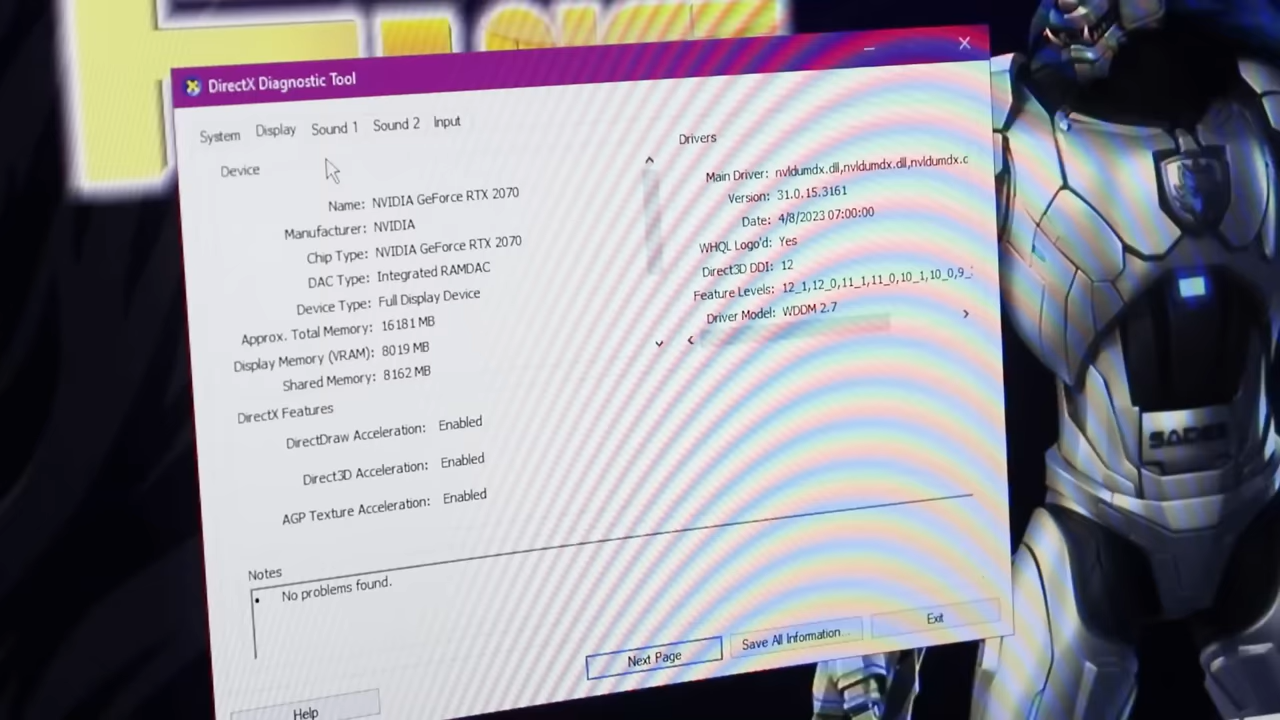 DirectX Diagnostic Tool
System Display Sound 1 Sound 2 Input
Device
Name: NVIDIA GeForce RTX 2070
Manufacturer: NVIDIA
Chip Type: NVIDIA GeForce RTX 2070
DAC Type: Integrated RAMDAC
Device Type: Full Display Device
Approx. Total Memory: 16181 MB
Display Memory (VRAM): 8019 MB
Shared Memory: 8162 MB
Drivers
Main Driver: nvldumdx.dll,nvldumdx.dll,nvldumdx.c
Version: 31.0.15.3161
Date: 4/8/2023 07:00:00
WHQL Logo'd: Yes
Direct3D DDI: 12
Feature Levels: 12_1,12_0,11_1,11_0,10_1,10_0,9_
Driver Model: WDDM 2.7
DirectX Features
DirectDraw Acceleration: Enabled
Direct3D Acceleration: Enabled
AGP Texture Acceleration: Enabled
Notes
• No problems found.
Help
Next Page
Save All Information...
Exit
SADES